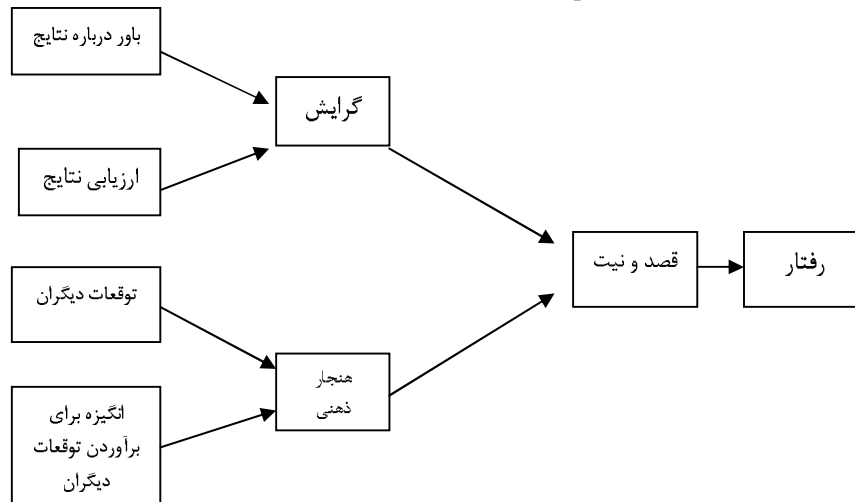 باور درباره نتایج
گرایش
ارزیابی نتایج
قصد و نیت
رفتار
توقعات دیگران
هنجار
ذهنی
انگیزه برای
برآوردن توقعات
دیگران